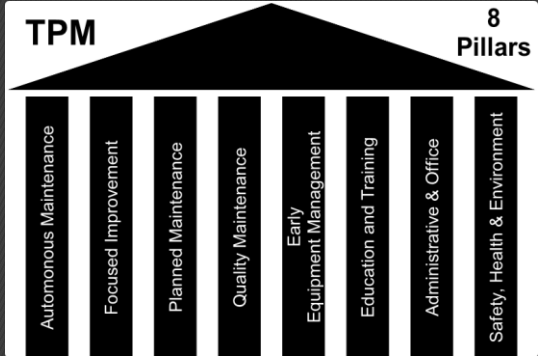 TPM
8
Pillars
Automonous Maintenance
Focused Improvement
Planned Maintenance
Quality Maintenance
Early
Equipment Management
Education and Training
Administrative & Office
Safety, Health & Environment